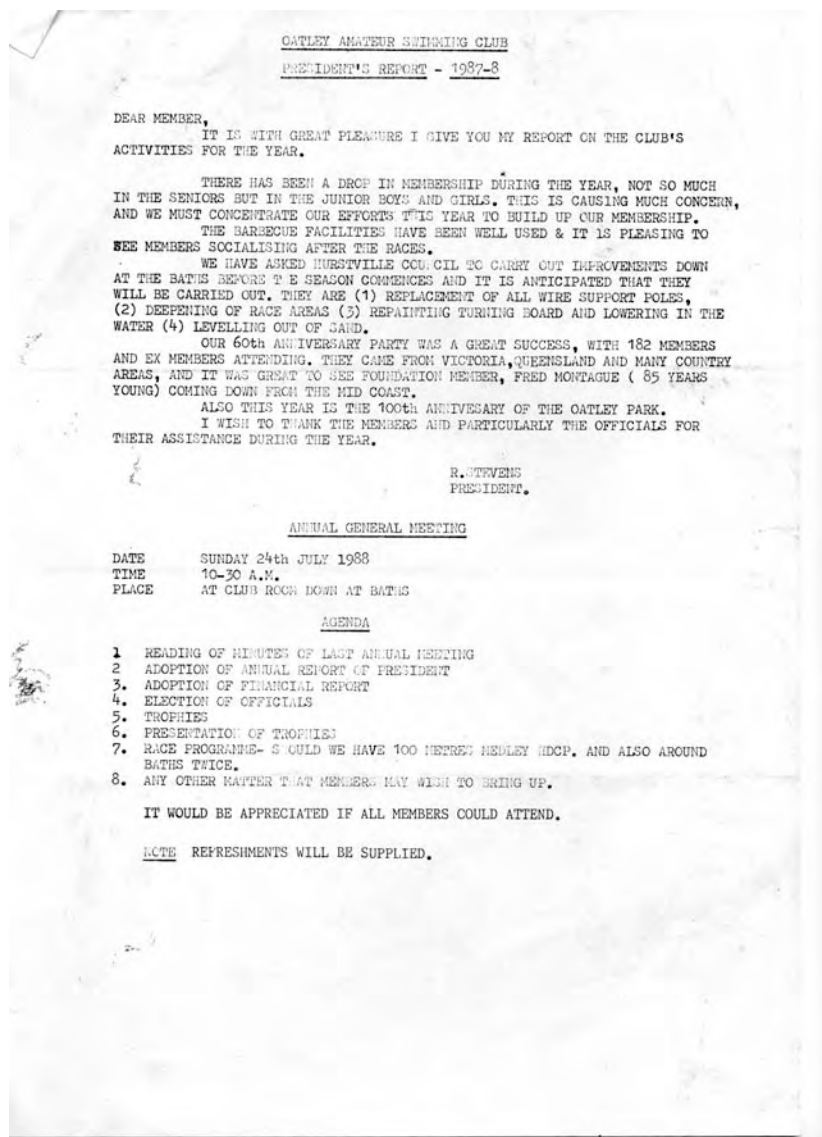 OATLEY AMATEUR SWIMMING CLUB
PRESIDENT'S REPORT - 1987-8
DEAR MEMBER,
IT IS WITH GREAT PLEASURE I GIVE YOU MY REPORT ON THE CLUB'S
ACTIVITIES FOR THE YEAR.
THERE HAS BEEN A DROP IN MEMBERSHIP DURING THE YEAR, NOT SO MUCH
IN THE SENIORS BUT IN THE JUNIOR BOYS AND GIRLS. THIS IS CAUSING MUCH CONCERN,
AND WE MUST CONCENTRATE OUR EFFORTS THIS YEAR TO BUILD UP OUR MEMBERSHIP.
THE BARBECUE FACILITIES HAVE BEEN WELL USED & IT IS PLEASING TO
SEE MEMBERS SOCIALISING AFTER THE RACES.
WE HAVE ASKED HURSTVILLE COUNCIL TO CARRY OUT IMPROVEMENTS DOWN
AT THE BATHS BEFORE THE SEASON COMMENCES AND IT IS ANTICIPATED THAT THEY
WILL BE CARRIED OUT. THEY ARE (1) REPLACEMENT OF ALL WIRE SUPPORT POLES,
(2) DEEPENING OF RACE AREAS (3) REPAINTING TURNING BOARD AND LOWERING IN THE
WATER (4) LEVELLING OUT OF SAND.
OUR 60th ANNIVERSARY PARTY WAS A GREAT SUCCESS, WITH 182 MEMBERS
AND EX MEMBERS ATTENDING. THEY CAME FROM VICTORIA,QUEENSLAND AND MANY COUNTRY
AREAS, AND IT WAS GREAT TO SEE FOUNDATION MEMBER, FRED MONTAGUE ( 85 YEARS
YOUNG) COMING DOWN FROM THE MID COAST.
ALSO THIS YEAR IS THE 100th ANNIVESARY OF THE OATLEY PARK.
I WISH TO THANK THE MEMBERS AND PARTICULARLY THE OFFICIALS FOR
THEIR ASSISTANCE DURING THE YEAR.
R.STEVENS
PRESIDENT.
ANNUAL GENERAL MEETING
DATE SUNDAY 24th JULY 1988
TIME 10-30 A.M.
PLACE AT CLUB ROOM DOWN AT BATHS
AGENDA
1 READING OF MINUTES OF LAST ANNUAL MEETING
2 ADOPTION OF ANNUAL REPORT OF PRESIDENT
3. ADOPTION OF FINANCIAL REPORT
4. ELECTION OF OFFICIALS
5. TROPHIES
6. PRESENTATION OF TROPHIES
7. RACE PROGRAMME- SHOULD WE HAVE 100 METRES MEDLEY HDCP. AND ALSO AROUND
BATHS TWICE.
8. ANY OTHER MATTER THAT MEMBERS MAY WISH TO BRING UP.
IT WOULD BE APPRECIATED IF ALL MEMBERS COULD ATTEND.
NOTE REFRESHMENTS WILL BE SUPPLIED.